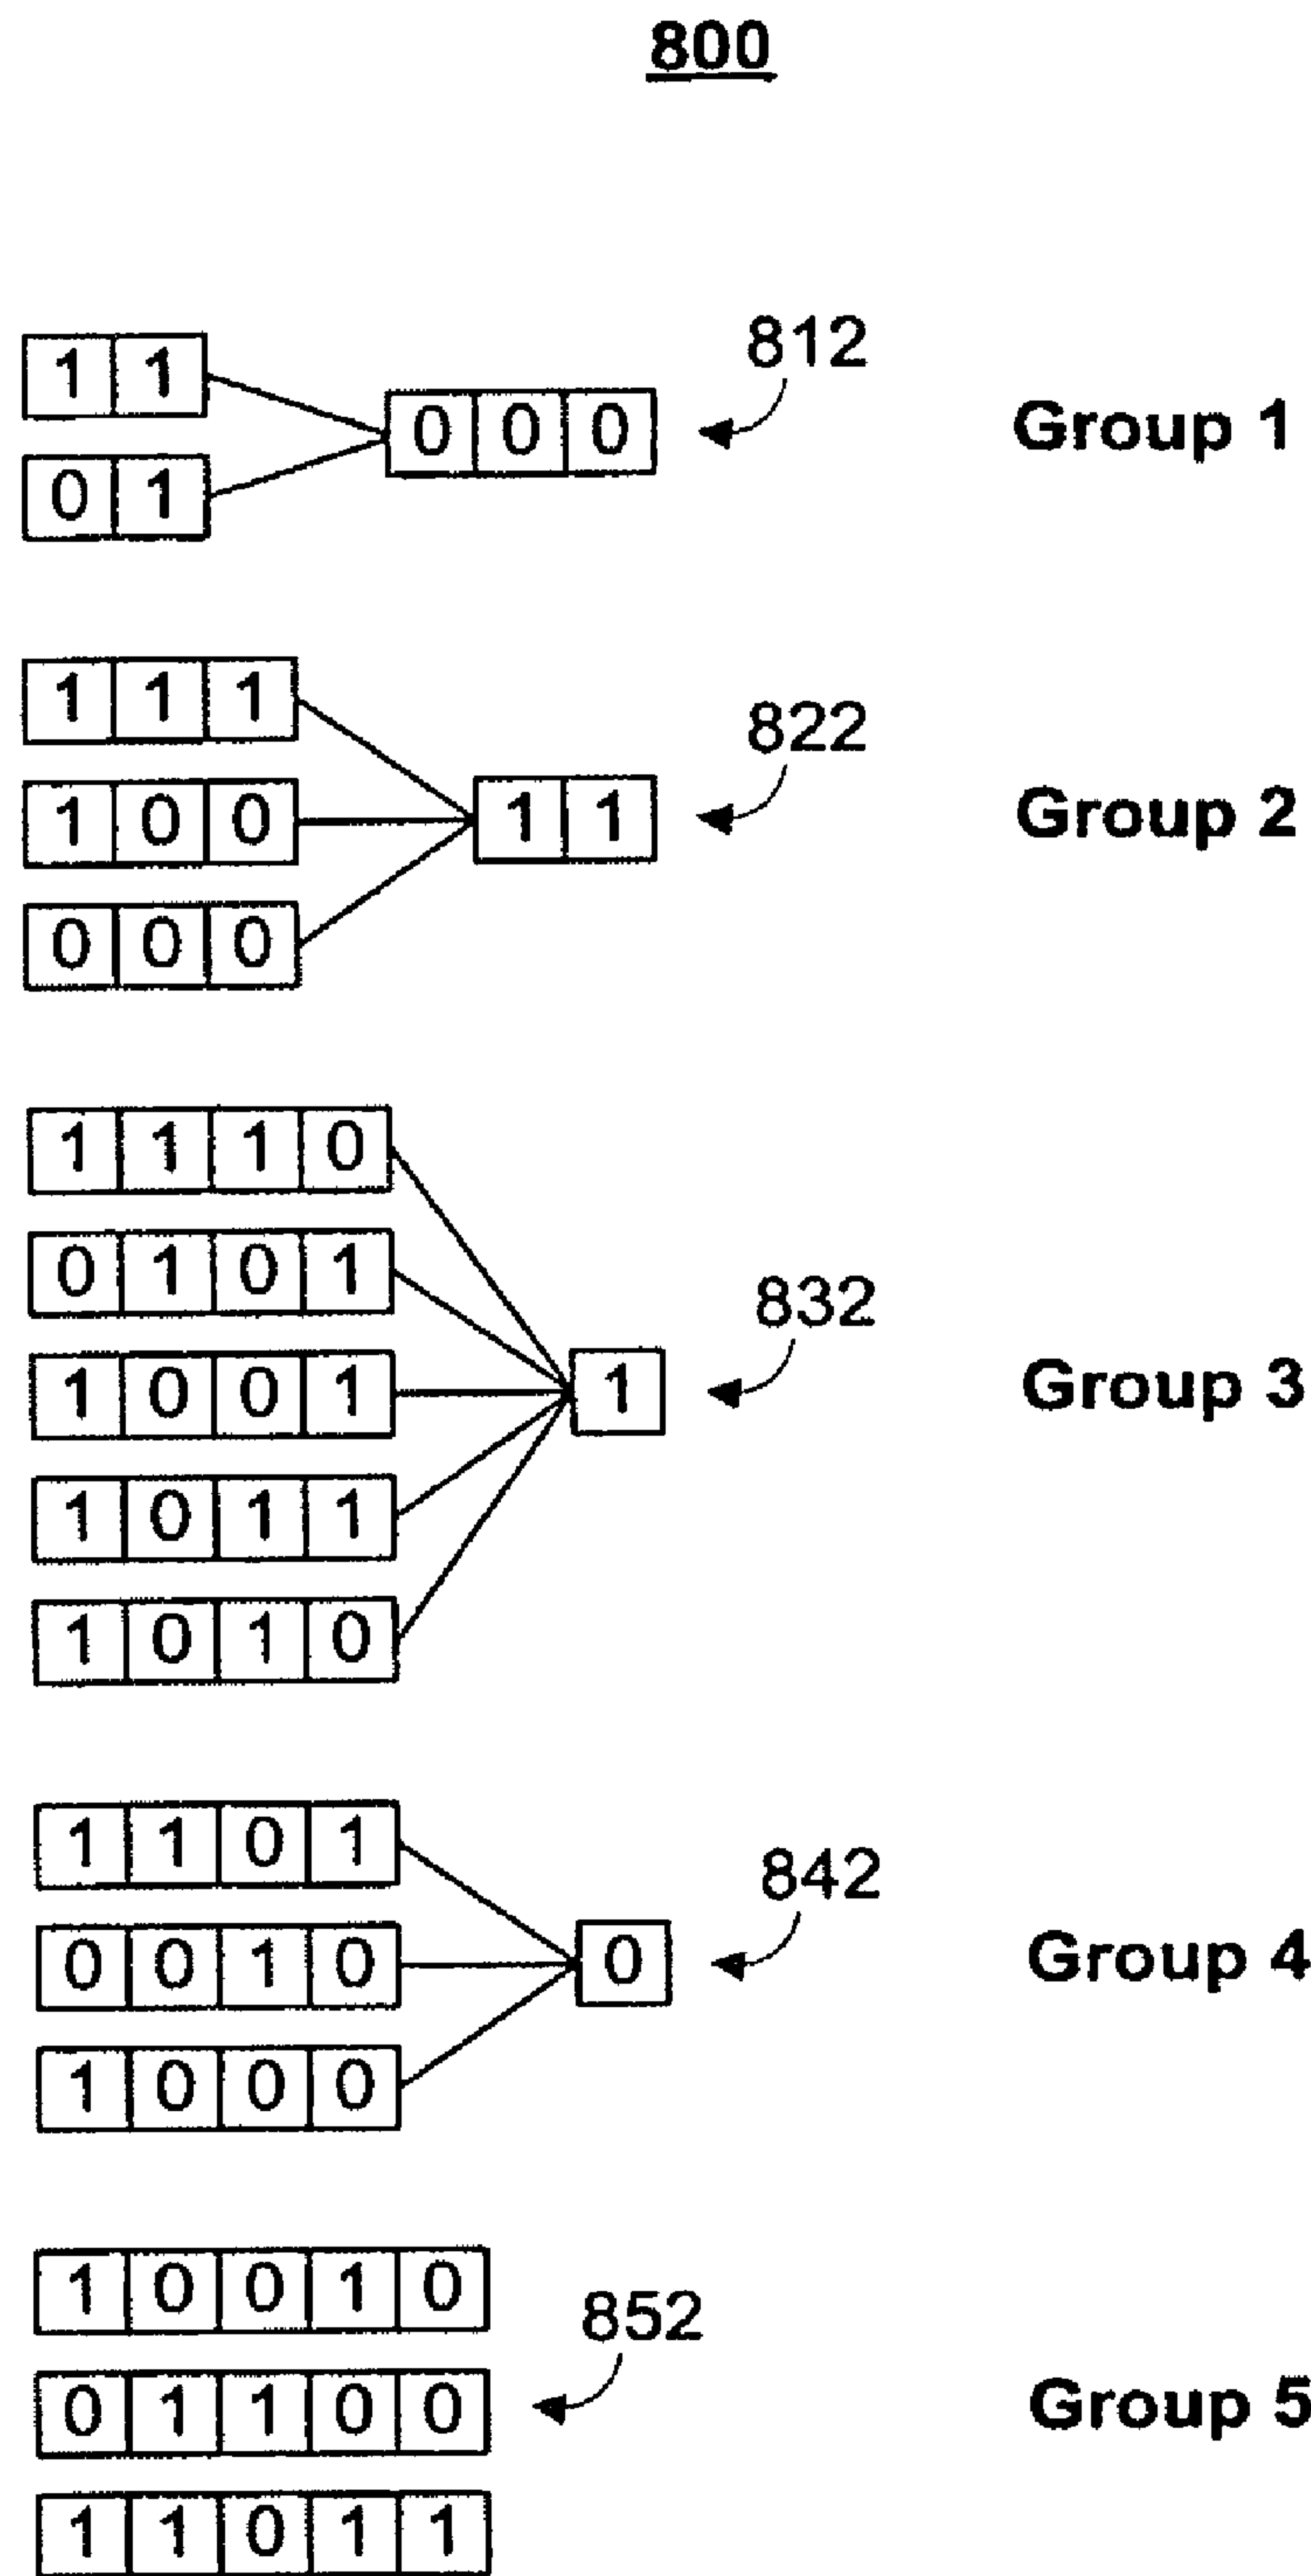 800
812
1 1
0 0 0
Group 1
0 1
1 1 1
822
1 0 0
1 1
Group 2
0 0 0
1 1 1 0
0 1 0 1
832
1 0 0 1
1
Group 3
1 0 1 1
1 0 1 0
1 1 0 1
842
0 0 1 0
0
Group 4
1 0 0 0
1 0 0 1 0
852
0 1 1 0 0
Group 5
1 1 0 1 1